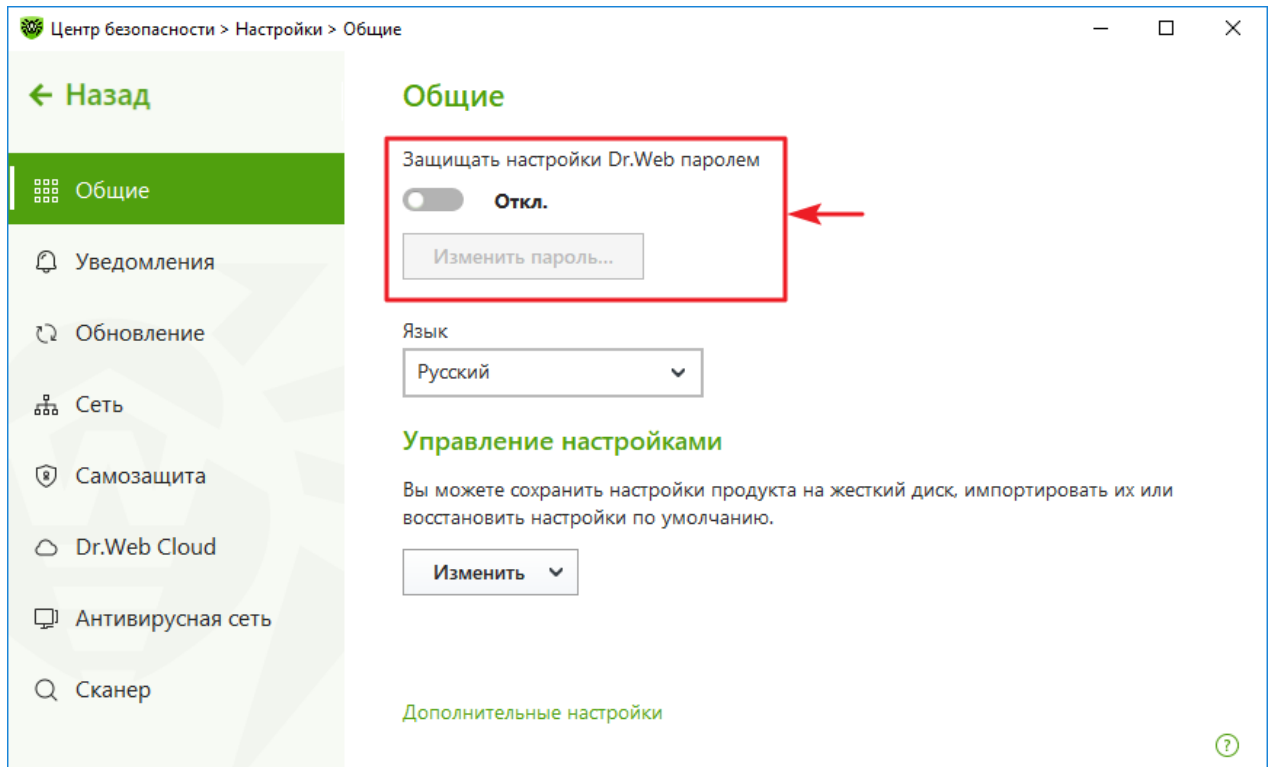 Центр безопасности > Настройки > Общие
Назад
Общие
Уведомления
Обновление
Сеть
Самозащита
Dr.Web Cloud
Антивирусная сеть
Сканер
Общие
Защищать настройки Dr.Web паролем
Откл.
Изменить пароль...
Язык
Русский
Управление настройками
Вы можете сохранить настройки продукта на жесткий диск, импортировать их или
восстановить настройки по умолчанию.
Изменить
Дополнительные настройки
?